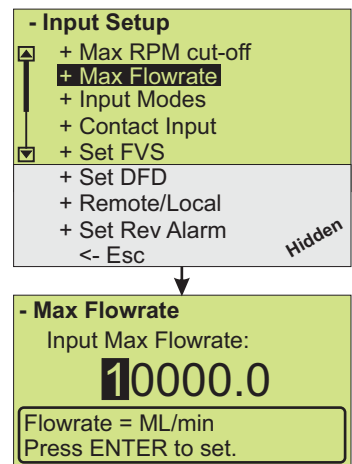 - Input Setup
+ Max RPM cut-off
+ Max Flowrate
+ Input Modes
+ Contact Input
+ Set FVS
+ Set DFD
+ Remote/Local
+ Set Rev Alarm
<- Esc
Hidden
- Max Flowrate
Input Max Flowrate:
10000.0
Flowrate = ML/min
Press ENTER to set.